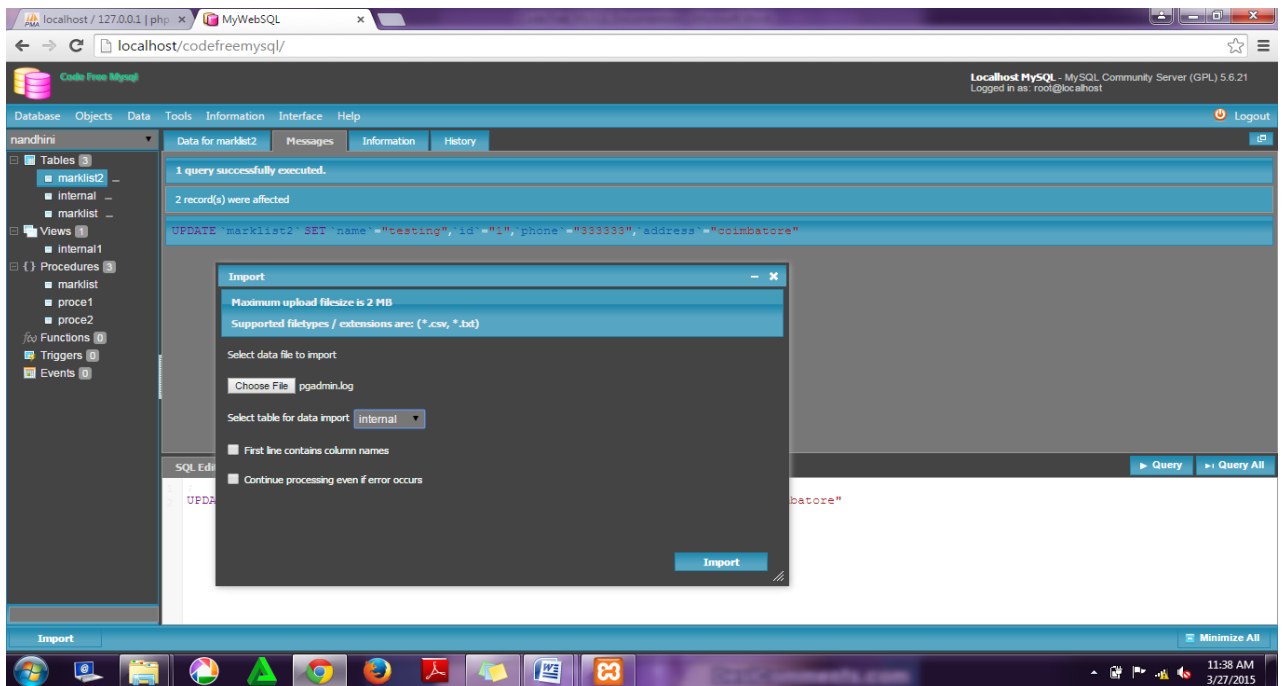 localhost / 127.0.0.1 | php
MyWebSQL
localhost/codefreemysql/
Code Free Mysql
Localhost MySQL - MySQL Community Server (GPL) 5.6.21
Logged in as: root@localhost
Database Objects Data Tools Information Interface Help
Logout
nandhini
Data for marklist2 Messages Information History
Tables 3
marklist2
internal
marklist
Views 1
internal1
{} Procedures 3
marklist
proce1
proce2
f(x) Functions 0
Triggers 0
Events 0
1 query successfully executed.
2 record(s) were affected
UPDATE `marklist2` SET `name`="testing",`id`="1",`phone`="333333",`address`="coimbatore"
Import
Maximum upload filesize is 2 MB
Supported filetypes / extensions are: (*.csv, *.txt)
Select data file to import
Choose File pgadmin.log
Select table for data import internal
First line contains column names
Continue processing even if error occurs
Import
SQL Edi
Query Query All
UPDA
batore"
Import
Minimize All
11:38 AM
3/27/2015